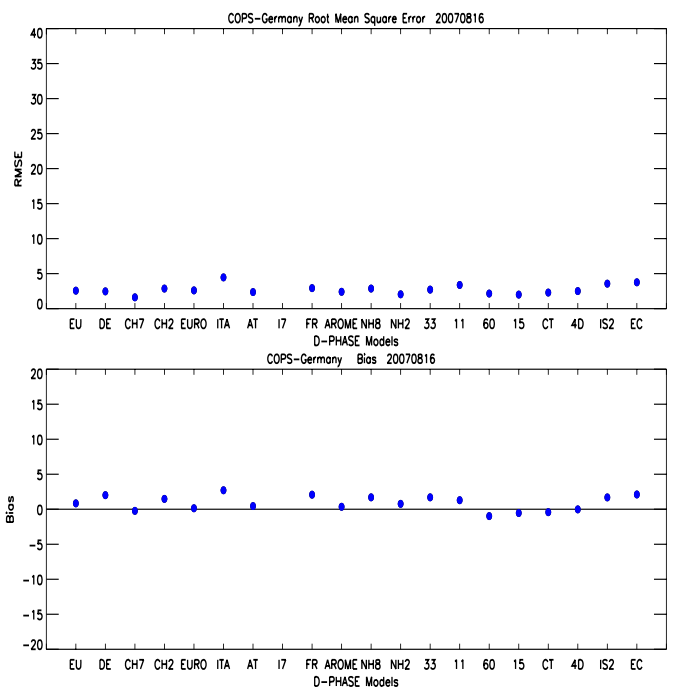 COPS-Germany Root Mean Square Error 20070816
40
35
30
25
20
15
10
5
0
RMSE
EU DE CH7 CH2 EURO ITA AT I7 FR AROME NH8 NH2 33 11 60 15 CT 4D IS2 EC
D-PHASE Models
COPS-Germany Bias 20070816
20
15
10
5
0
-5
-10
-15
-20
Bias
EU DE CH7 CH2 EURO ITA AT I7 FR AROME NH8 NH2 33 11 60 15 CT 4D IS2 EC
D-PHASE Models